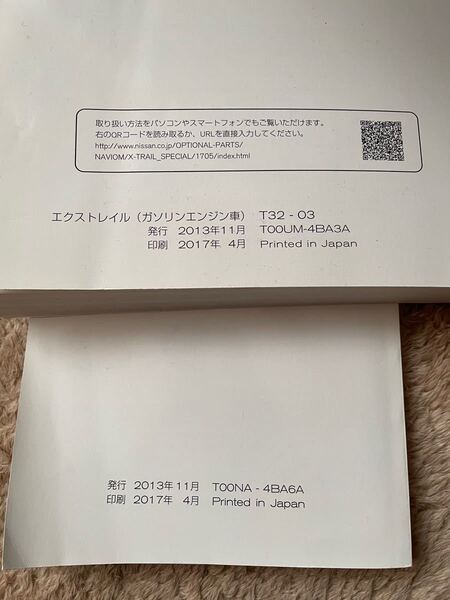 取り扱い方法をパソコンやスマートフォンでもご覧いただけます。
右のQRコードを読み取るか、URLを直接入力してください。
http://www.nissan.co.jp/OPTIONAL-PARTS/
NAVIOM/X-TRAIL_SPECIAL/1705/index.html
エクストレイル（ガソリンエンジン車） T32 - 03
発行 2013年11月 T00UM-4BA3A
印刷 2017年 4月 Printed in Japan
発行 2013年11月 T00NA - 4BA6A
印刷 2017年 4月 Printed in Japan